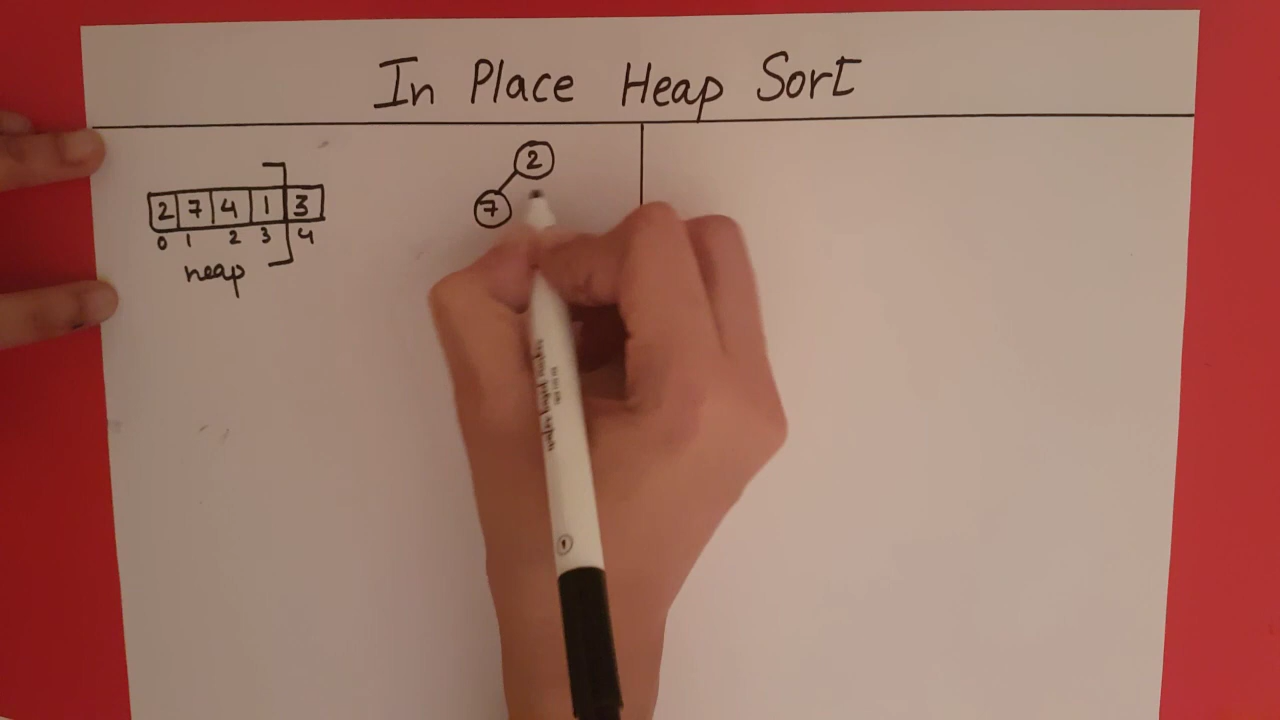 In Place Heap Sort
2 7 4 1 3
0 1 2 3 4
heap
2
7